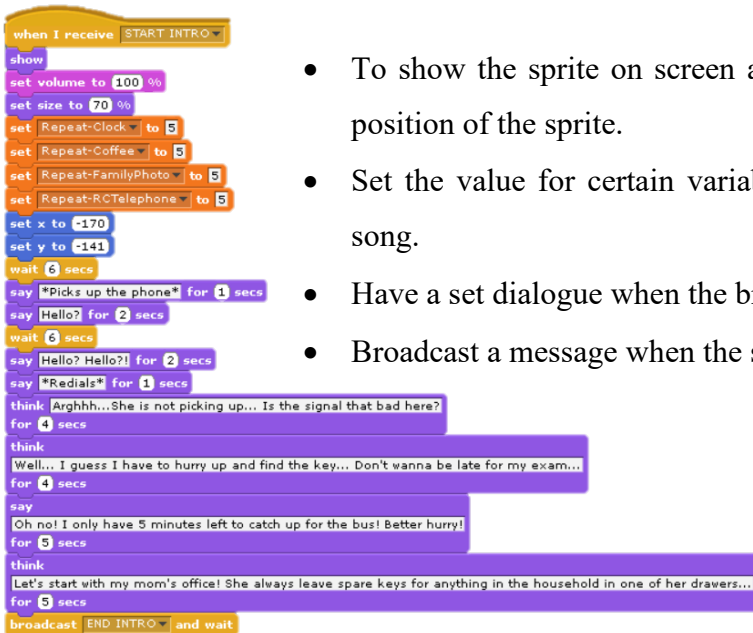 when I receive START INTRO
show
set volume to 100 %
set size to 70 %
set Repeat-Clock to 5
set Repeat-Coffee to 5
set Repeat-FamilyPhoto to 5
set Repeat-RCTelephone to 5
set x to -170
set y to -141
wait 6 secs
say *Picks up the phone* for 1 secs
say Hello? for 2 secs
wait 6 secs
say Hello? Hello?! for 2 secs
say *Redials* for 1 secs
think Arghhh...She is not picking up... Is the signal that bad here?
for 4 secs
think
Well... I guess I have to hurry up and find the key... Don't wanna be late for my exam...
for 4 secs
say
Oh no! I only have 5 minutes left to catch up for the bus! Better hurry!
for 5 secs
think
Let's start with my mom's office! She always leave spare keys for anything in the household in one of her drawers...
for 5 secs
broadcast END INTRO and wait
• To show the sprite on screen
position of the sprite.
• Set the value for certain
song.
• Have a set dialogue when the
• Broadcast a message when the